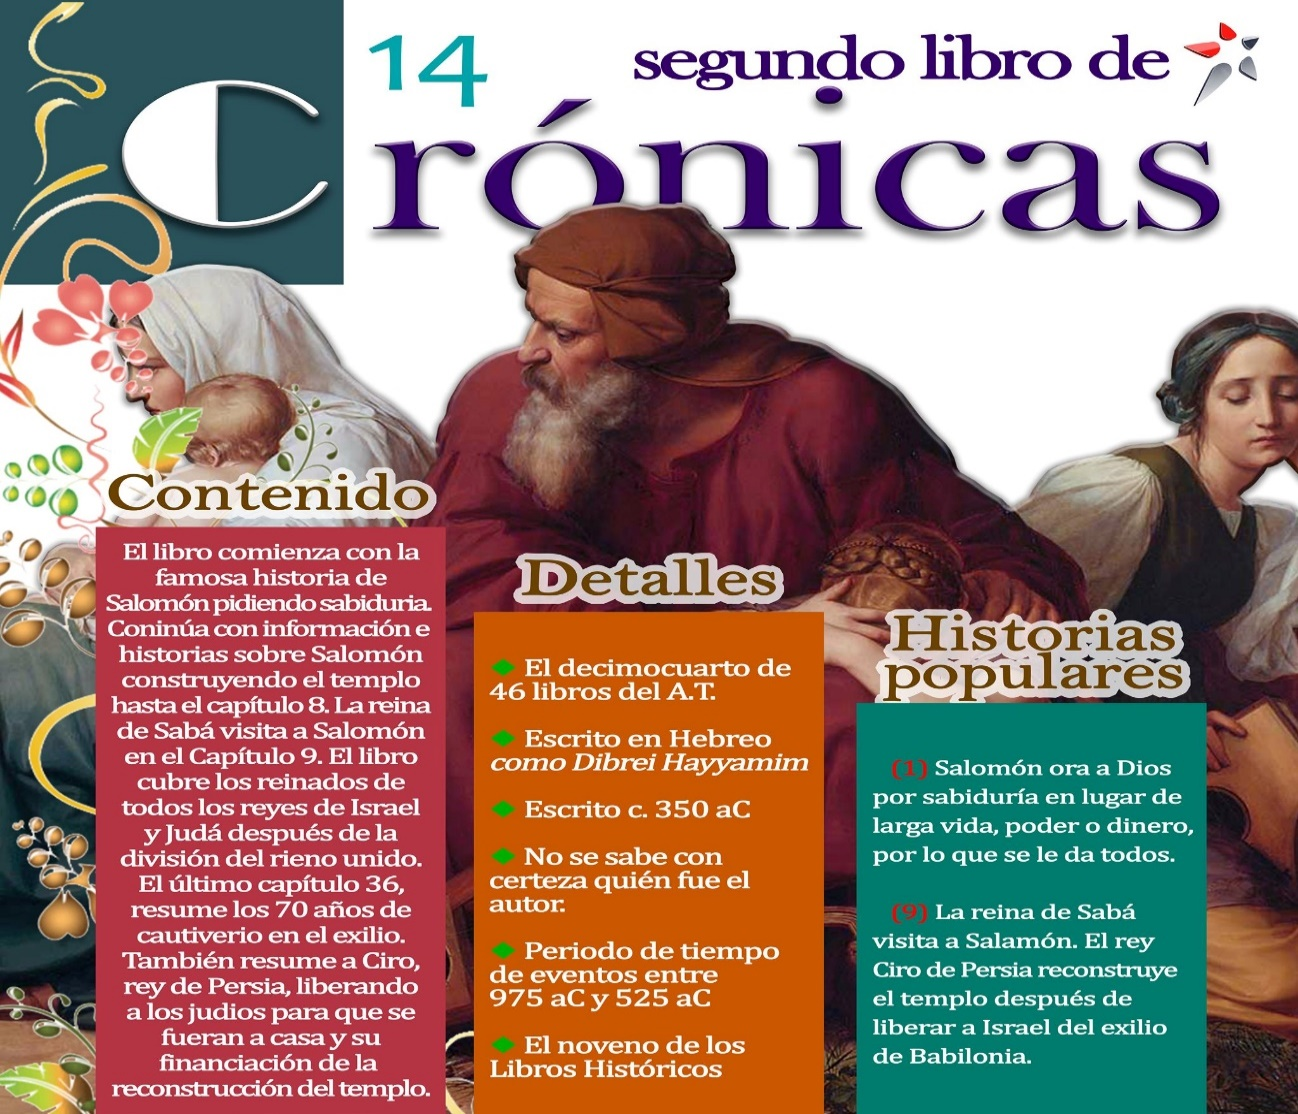 14
segundo libro de
Crónicas
Contenido
El libro comienza con la
famosa historia de
Salomón pidiendo sabiduria.
Coninúa con información e
historias sobre Salomón
construyendo el templo
hasta el capítulo 8. La reina
de Sabá visita a Salomón
en el Capítulo 9. El libro
cubre los reinados de
todos los reyes de Israel
y Judá después de la
división del rieno unido.
El último capítulo 36,
resume los 70 años de
cautiverio en el exilio.
También resume a Ciro,
rey de Persia, liberando
a los judios para que se
fueran a casa y su
financiación de la
reconstrucción del templo.
Detalles
El decimocuarto de
46 libros del A.T.
Escrito en Hebreo
como Dibrei Hayyamim
Escrito c. 350 aC
No se sabe con
certeza quién fue el
autor.
Periodo de tiempo
de eventos entre
975 aC y 525 aC
El noveno de los
Libros Históricos
Historias
populares
(1) Salomón ora a Dios
por sabiduría en lugar de
larga vida, poder o dinero,
por lo que se le da todos.
(9) La reina de Sabá
visita a Salamón. El rey
Ciro de Persia reconstruye
el templo después de
liberar a Israel del exilio
de Babilonia.